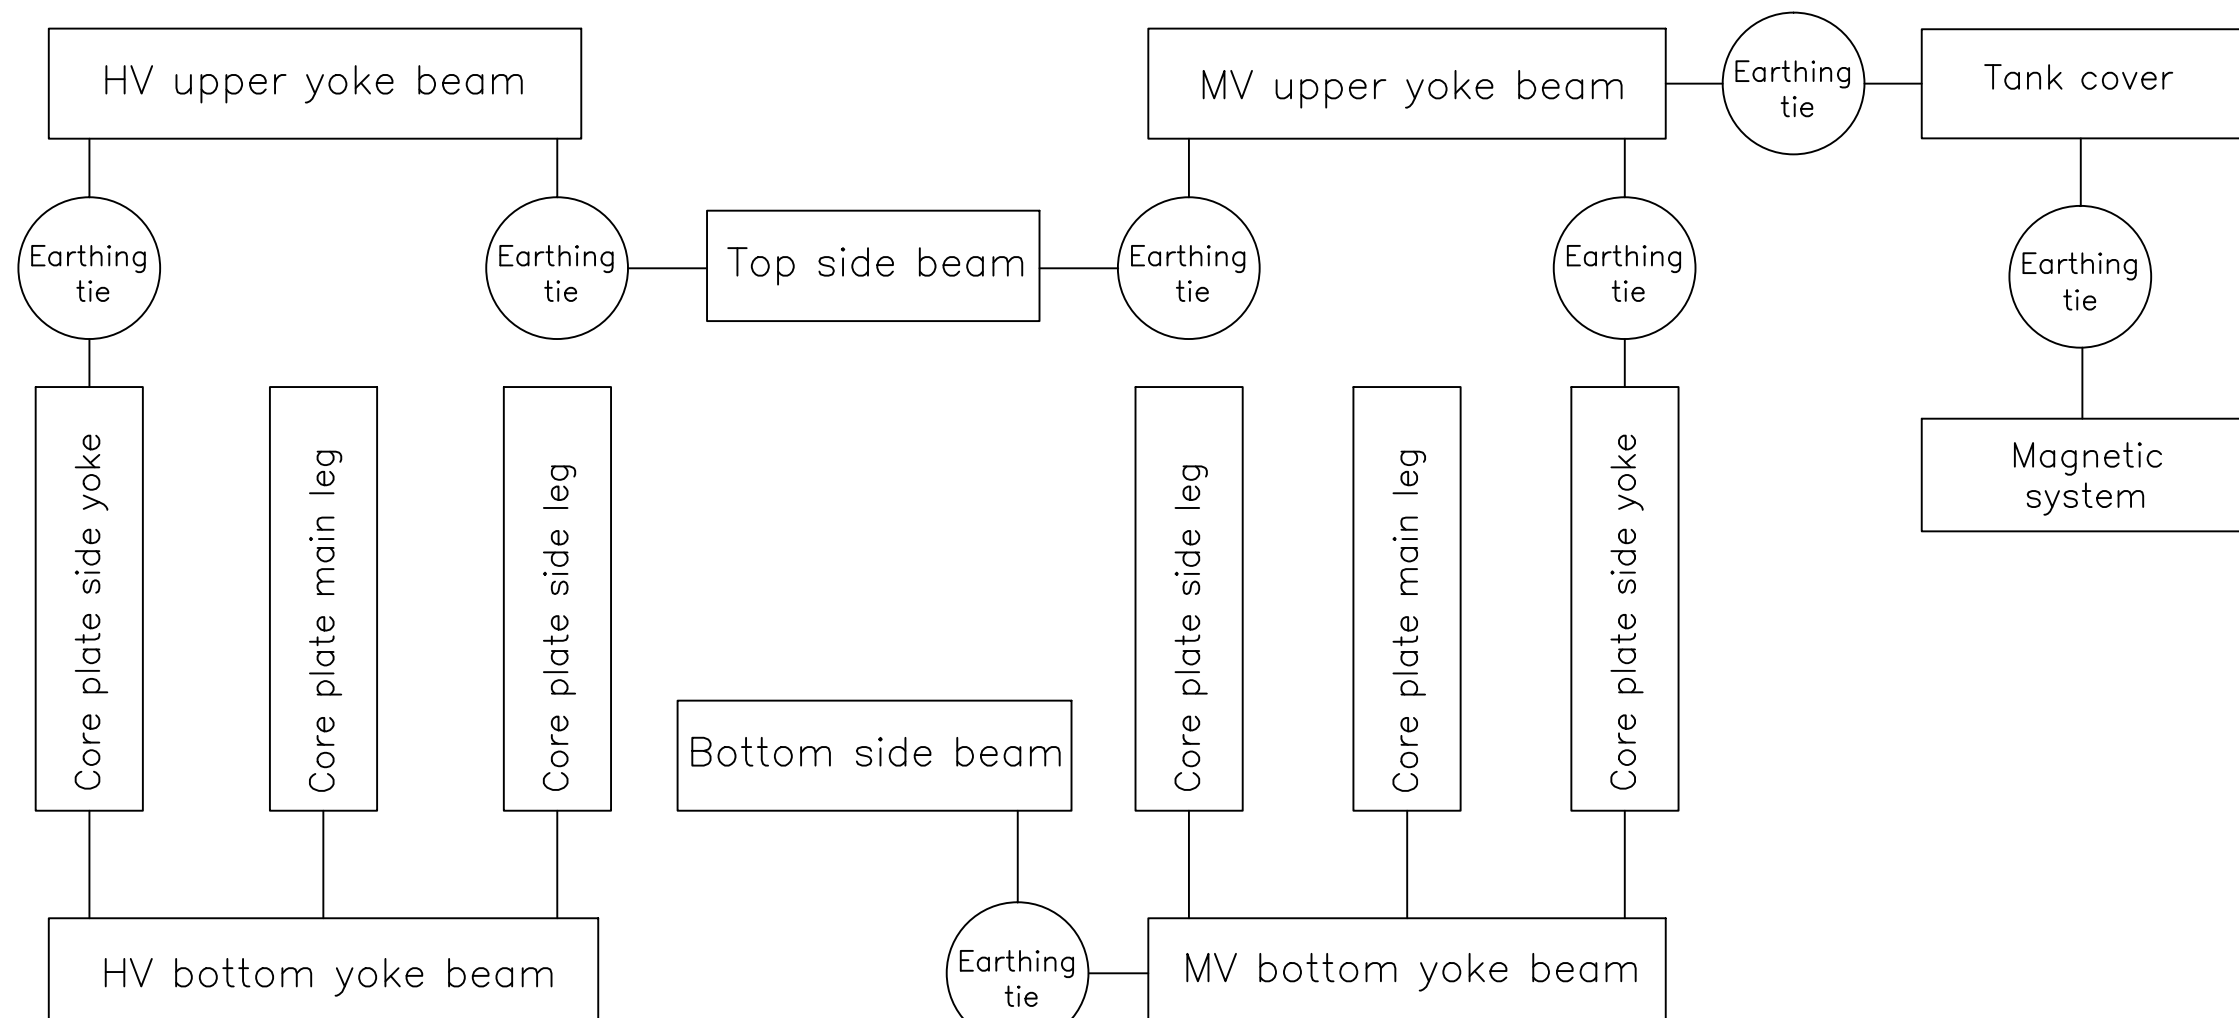 HV upper yoke beam
MV upper yoke beam
Earthing
tie
Tank cover
Earthing
tie
Earthing
tie
Top side beam
Earthing
tie
Earthing
tie
Earthing
tie
Core plate side yoke
Core plate main leg
Core plate side leg
Core plate side leg
Core plate main leg
Core plate side yoke
Magnetic
system
Bottom side beam
HV bottom yoke beam
Earthing
tie
MV bottom yoke beam